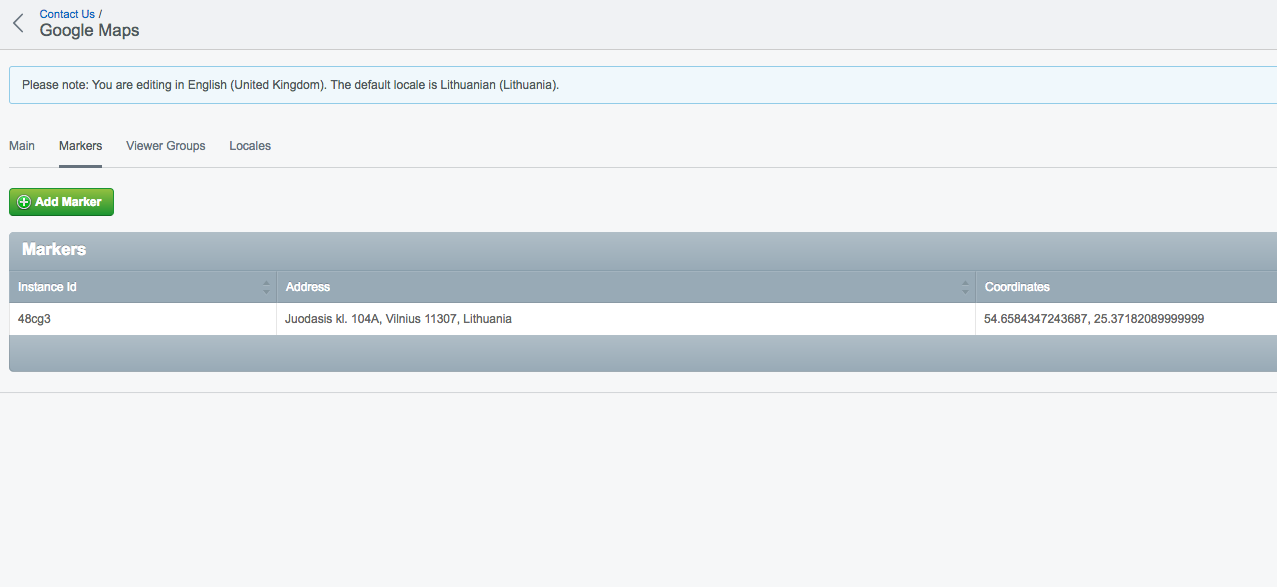 Contact Us /
Google Maps
Please note: You are editing in English (United Kingdom). The default locale is Lithuanian (Lithuania).
Main Markers Viewer Groups Locales
Add Marker
Markers
Instance Id Address Coordinates
48cg3 Juodasis kl. 104A, Vilnius 11307, Lithuania 54.6584347243687, 25.37182089999999